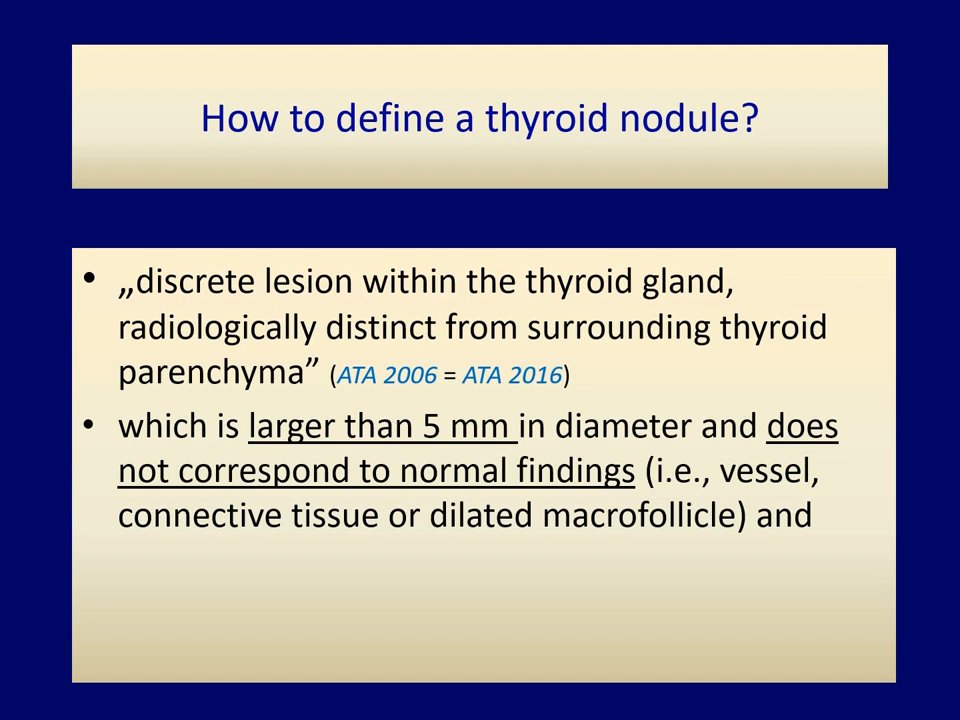 How to define a thyroid nodule?
• „discrete lesion within the thyroid gland,
radiologically distinct from surrounding thyroid
parenchyma” (ATA 2006 = ATA 2016)
• which is larger than 5 mm in diameter and does
not correspond to normal findings (i.e., vessel,
connective tissue or dilated macrofollicle) and